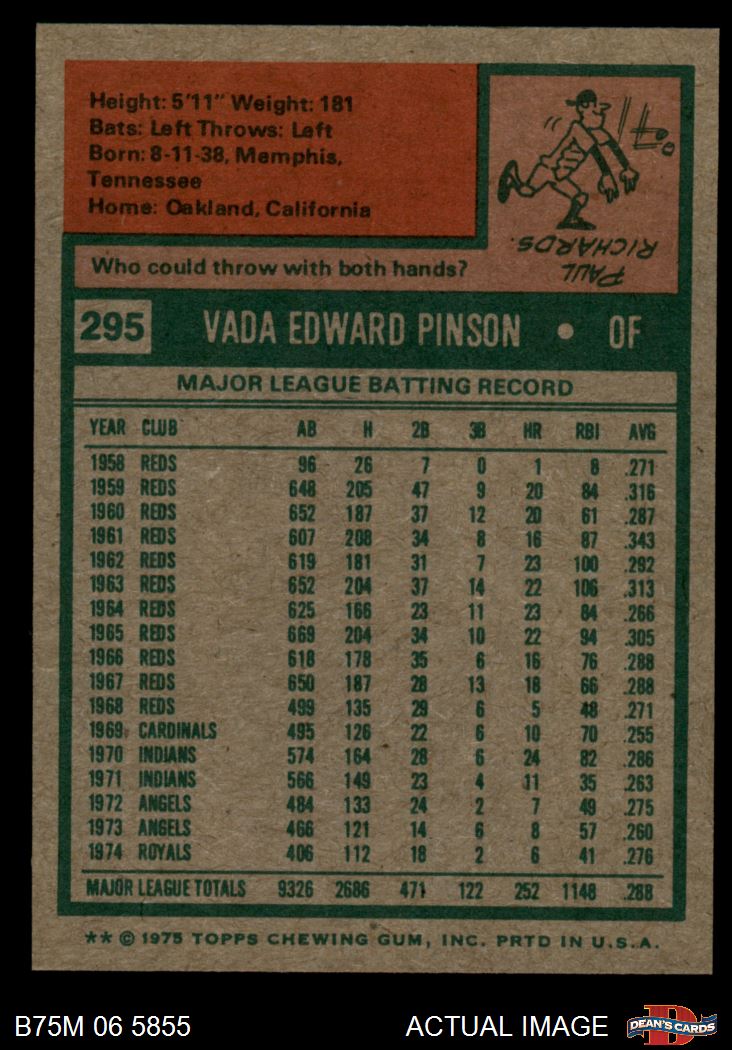 Height: 5'11" Weight: 181
Bats: Left Throws: Left
Born: 8-11-38, Memphis,
Tennessee
Home: Oakland, California
PAUL
RICHARDS.
Who could throw with both hands?
295 VADA EDWARD PINSON • OF
MAJOR LEAGUE BATTING RECORD
YEAR CLUB AB H 2B 3B HR RBI AVG
1958 REDS 96 26 7 0 1 8 .271
1959 REDS 648 205 47 9 20 84 .316
1960 REDS 652 187 37 12 20 61 .287
1961 REDS 607 208 34 8 16 87 .343
1962 REDS 619 181 31 7 23 100 .292
1963 REDS 652 204 37 14 22 106 .313
1964 REDS 625 166 23 11 23 84 .266
1965 REDS 669 204 34 10 22 94 .305
1966 REDS 618 178 35 6 16 76 .288
1967 REDS 650 187 28 13 18 66 .288
1968 REDS 499 135 29 6 5 48 .271
1969 CARDINALS 495 126 22 6 10 70 .255
1970 INDIANS 574 164 28 6 24 82 .286
1971 INDIANS 566 149 23 4 11 35 .263
1972 ANGELS 484 133 24 2 7 49 .275
1973 ANGELS 466 121 14 6 8 57 .260
1974 ROYALS 406 112 18 2 6 41 .276
MAJOR LEAGUE TOTALS 9326 2686 471 122 252 1148 .288
** © 1975 TOPPS CHEWING GUM, INC. PRTD IN U.S.A.
B75M 06 5855 ACTUAL IMAGE DEAN'S CARDS